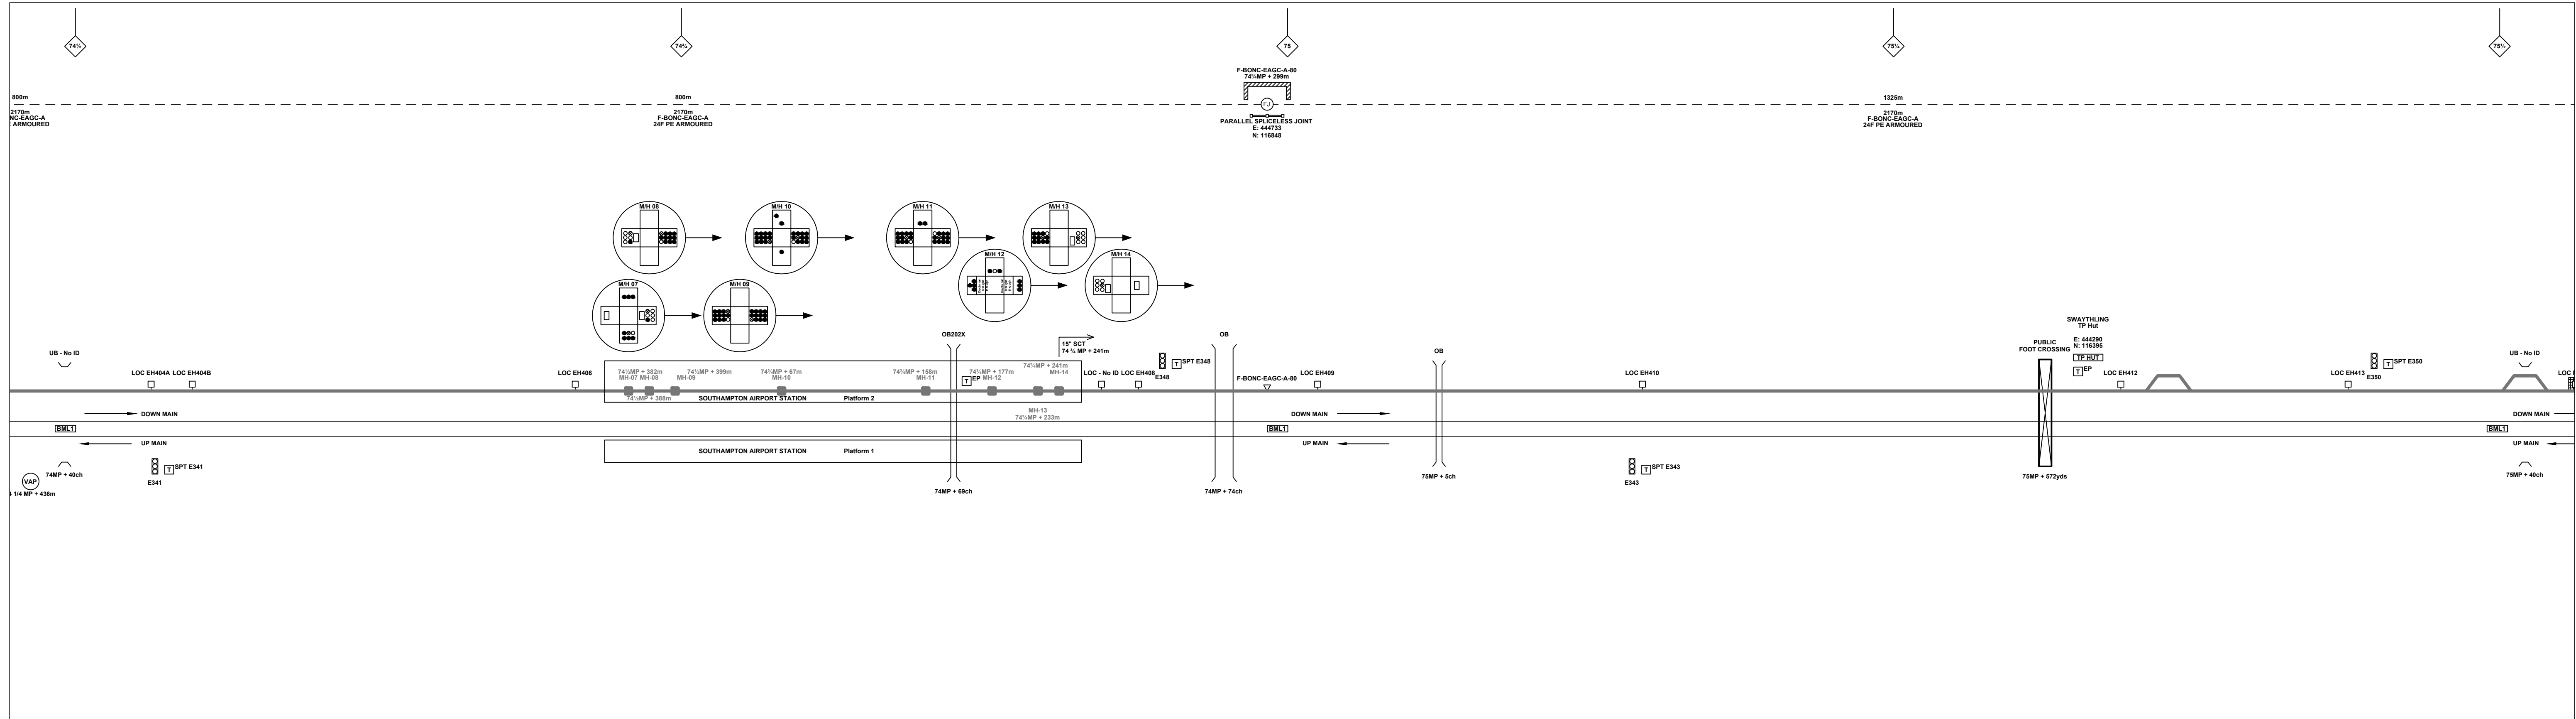 74½
74¾
75
75¼
75½
F-BONC-EAGC-A-80
74¾MP + 299m
800m
800m
1325m
FJ
2170m
NC-EAGC-A
ARMOURED
2170m
F-BONC-EAGC-A
24F PE ARMOURED
PARALLEL SPLICELESS JOINT
E: 444733
N: 116848
2170m
F-BONC-EAGC-A
24F PE ARMOURED
M/H 08
M/H 10
M/H 11
M/H 13
M/H 12
M/H 14
M/H 07
M/H 09
SWAYTHLING
TP Hut
E: 444290
N: 116395
TP HUT
T EP
PUBLIC
FOOT CROSSING
OB202X
OB
OB
15" SCT
74 ¾ MP + 241m
UB - No ID
UB - No ID
T SPT E348
E348
T SPT E350
E350
LOC EH404A
LOC EH404B
LOC EH406
74½MP + 382m
74½MP + 399m
74¾MP + 67m
74¾MP + 158m
74¾MP + 177m
74¾MP + 241m
MH-07
MH-08
MH-09
MH-10
MH-11
T EP
MH-12
MH-14
LOC - No ID
LOC EH408
F-BONC-EAGC-A-80
LOC EH409
LOC EH410
LOC EH412
LOC EH413
LOC
74½MP + 388m
SOUTHAMPTON AIRPORT STATION
Platform 2
MH-13
74¾MP + 233m
DOWN MAIN
DOWN MAIN
DOWN MAIN
BML1
BML1
BML1
UP MAIN
UP MAIN
UP MAIN
SOUTHAMPTON AIRPORT STATION
Platform 1
T SPT E341
E341
T SPT E343
E343
74MP + 40ch
VAP
1/4 MP + 436m
74MP + 69ch
74MP + 74ch
75MP + 5ch
75MP + 572yds
75MP + 40ch